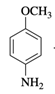 OCH₃
NH₂
.